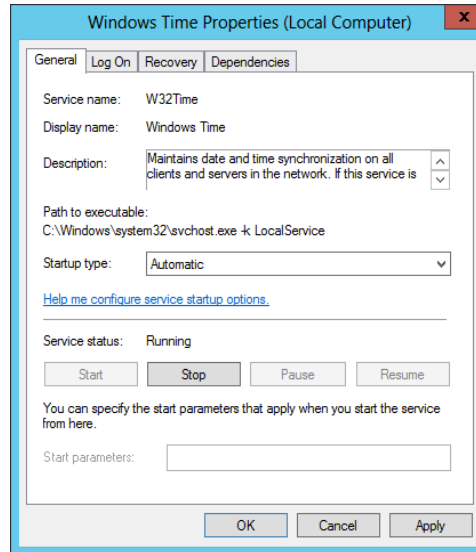 Windows Time Properties (Local Computer)
x
General Log On Recovery Dependencies
Service name: W32Time
Display name: Windows Time
Description: Maintains date and time synchronization on all
clients and servers in the network. If this service is
Path to executable:
C:\Windows\system32\svchost.exe -k LocalService
Startup type: Automatic
Help me configure service startup options.
Service status: Running
Start Stop Pause Resume
You can specify the start parameters that apply when you start the service
from here.
Start parameters:
OK Cancel Apply